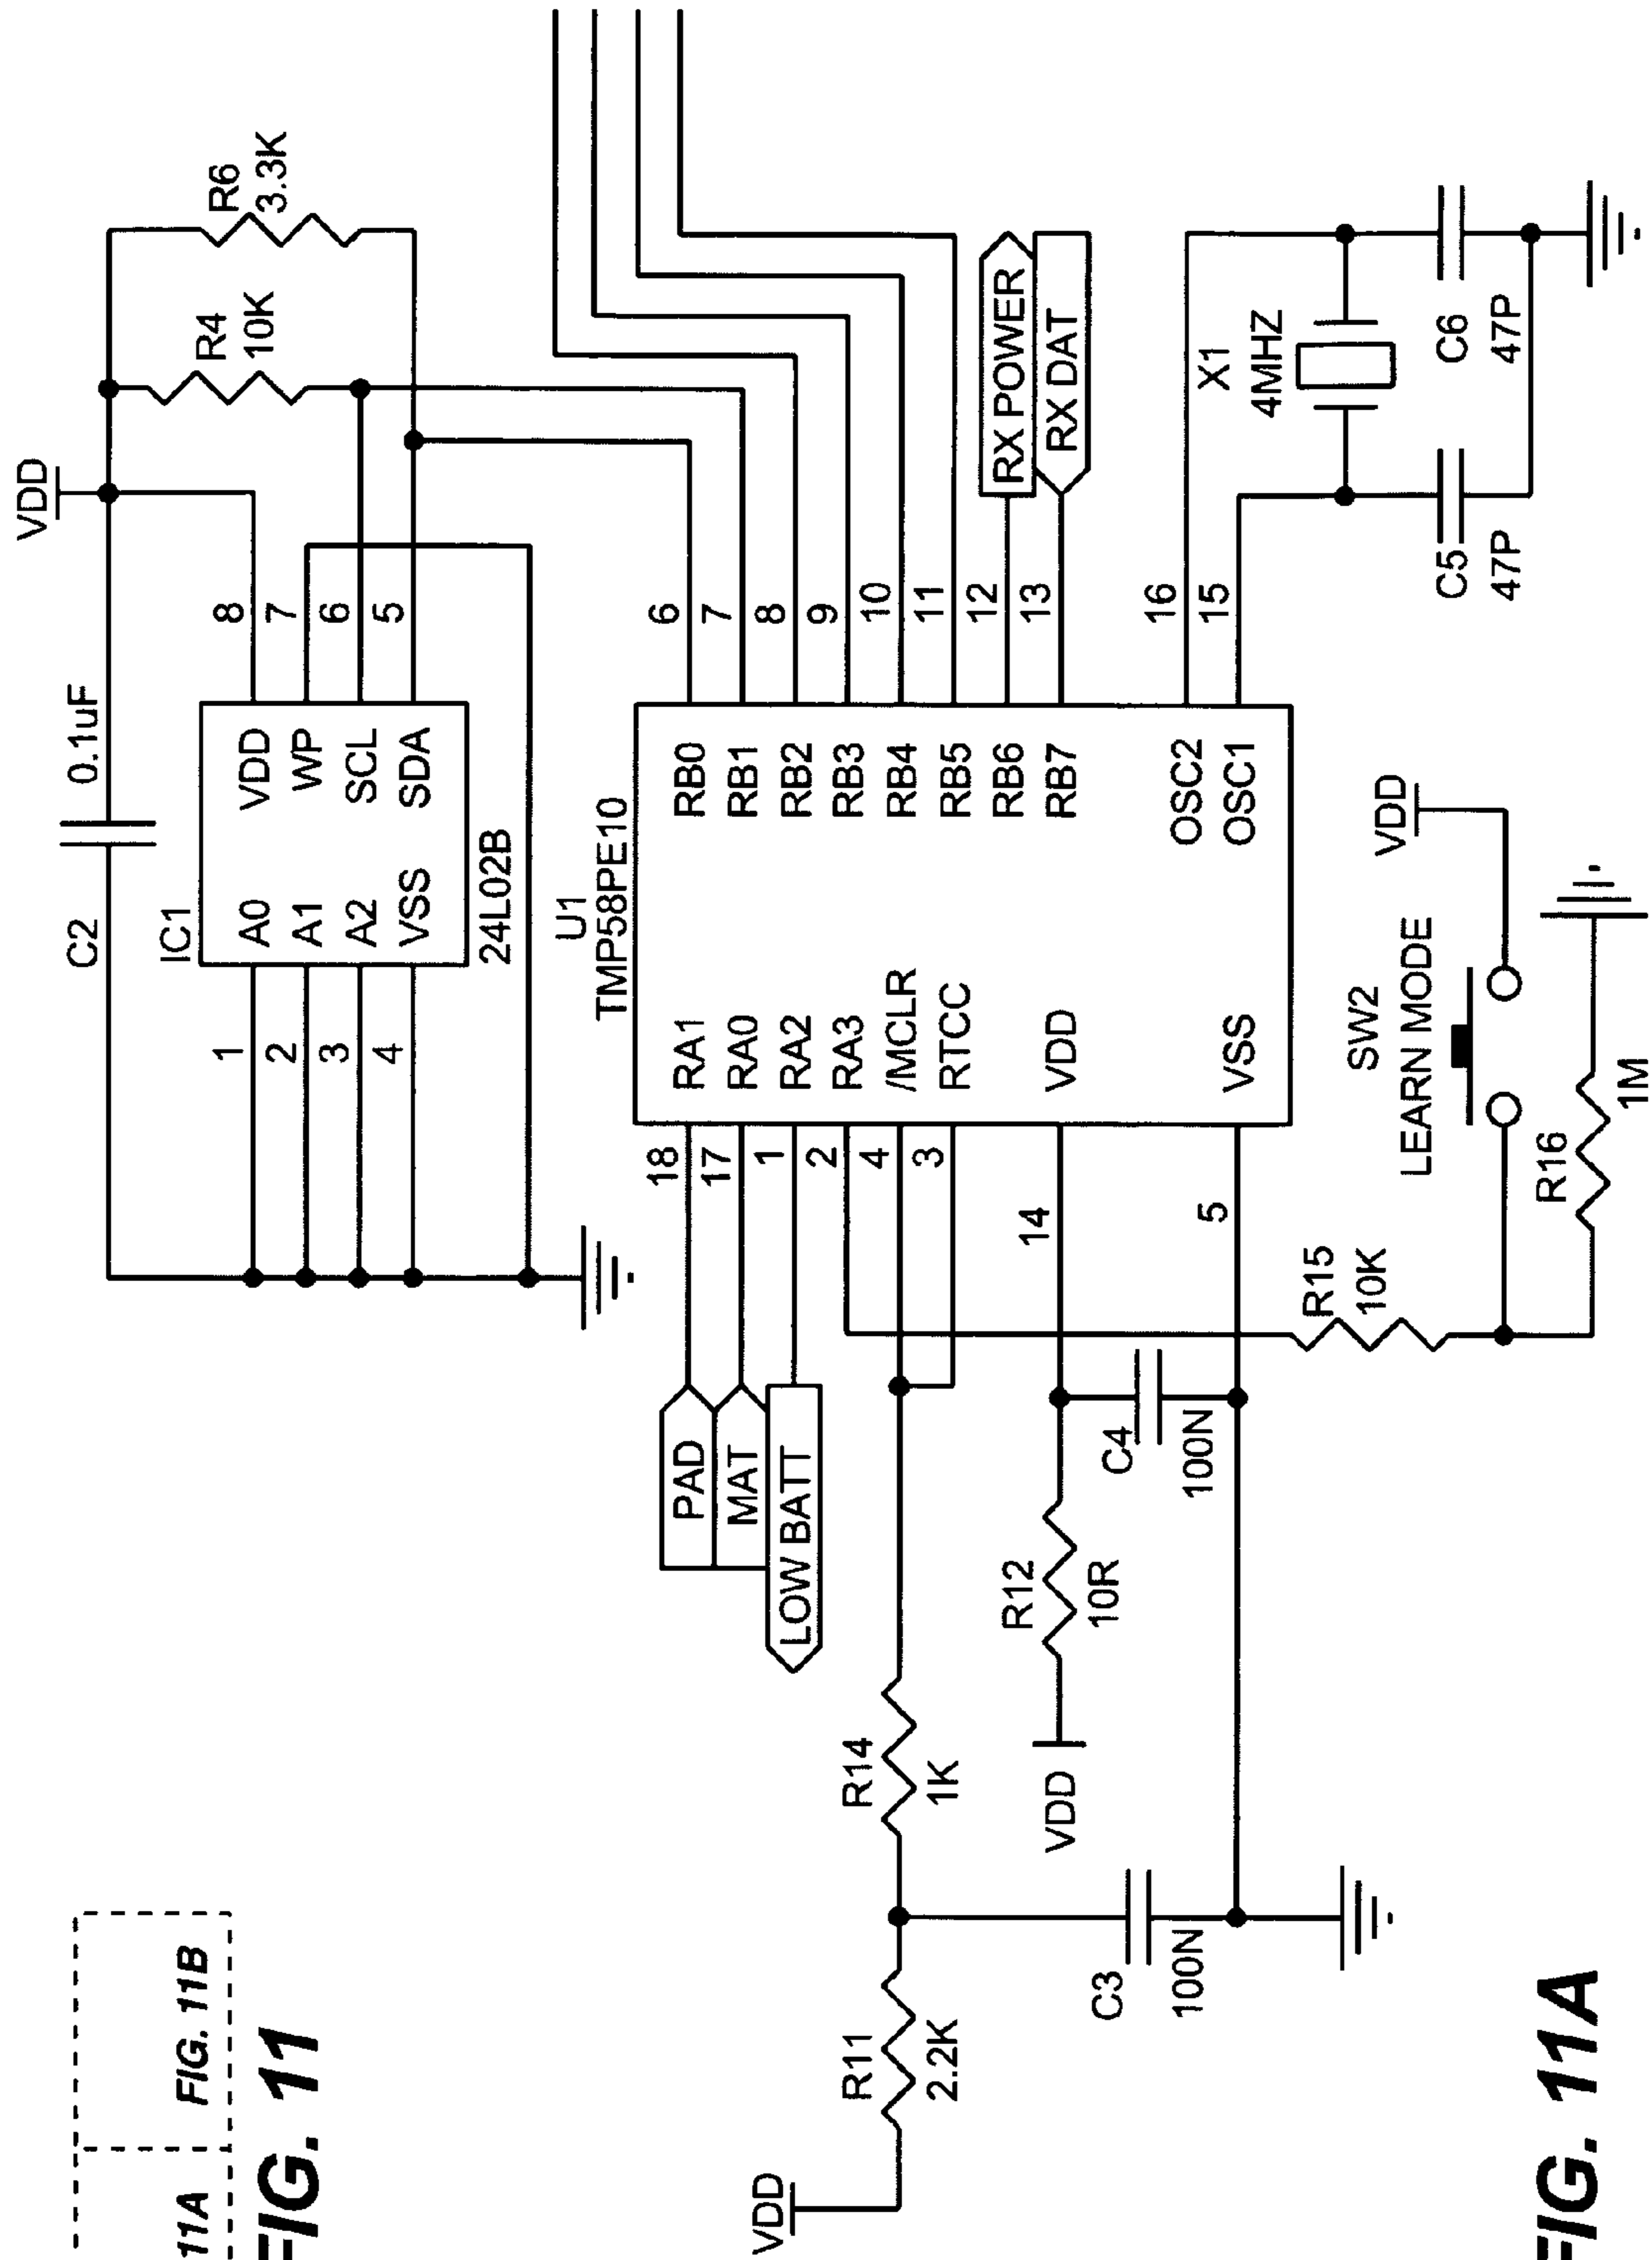 VDD
C2
0.1uF
R6
3.3K
R4
10K
IC1
A0
A1
A2
VSS
VDD
WP
SCL
SDA
24L02B
1
2
3
4
8
7
6
5
U1
TMP58PE10
RA1
RA0
RA2
RA3
/MCLR
RTCC
VDD
VSS
RB0
RB1
RB2
RB3
RB4
RB5
RB6
RB7
OSC2
OSC1
18
17
1
2
4
3
14
5
6
7
8
9
10
11
12
13
16
15
PAD
MAT
LOW BATT
RX POWER
RX DAT
X1
4MHZ
C5
47P
C6
47P
R11
2.2K
R14
1K
VDD
C3
100N
R12
10R
VDD
C4
100N
R15
10K
SW2
LEARN MODE
VDD
R16
1M
11A
FIG. 11B
FIG. 11
FIG. 11A